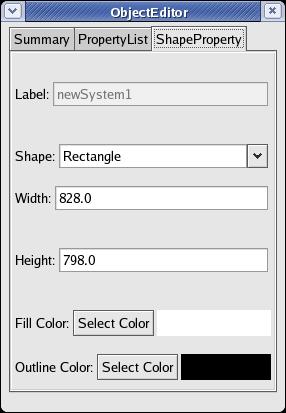 ObjectEditor
Summary PropertyList ShapeProperty
Label: newSystem1
Shape: Rectangle
Width: 828.0
Height: 798.0
Fill Color: Select Color
Outline Color: Select Color